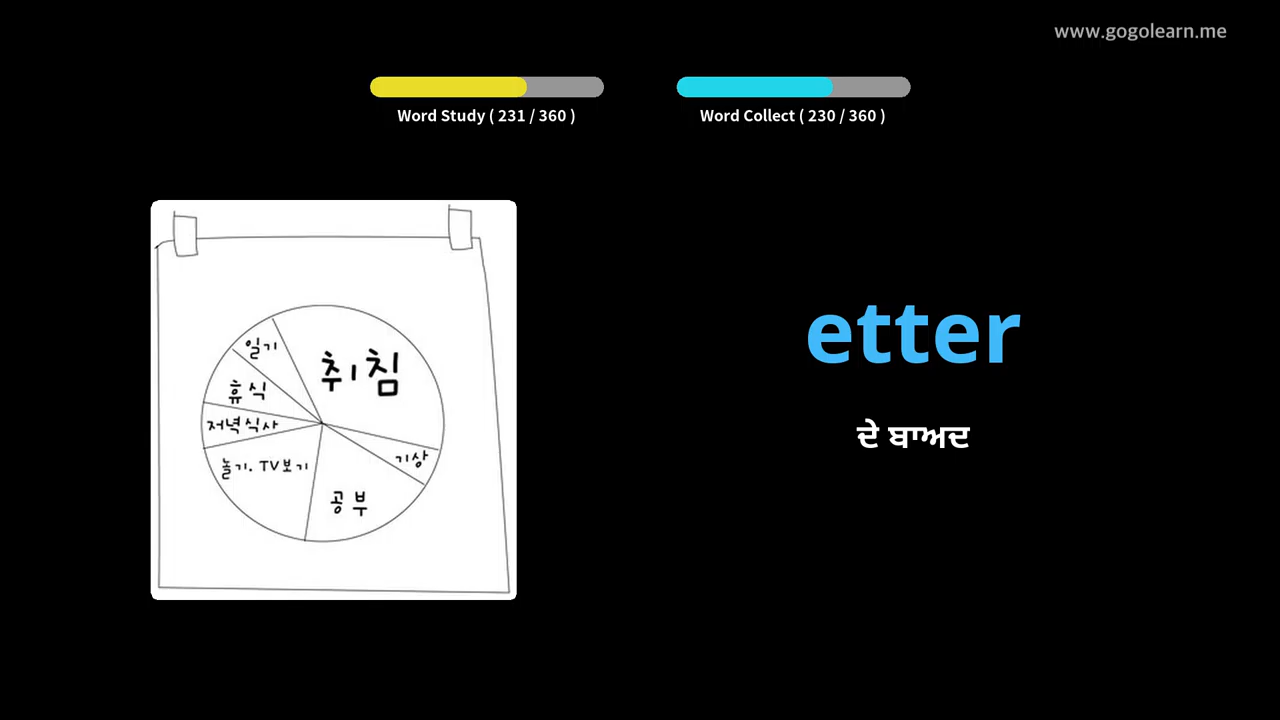 www.gogolearn.me
Word Study ( 231 / 360 )
Word Collect ( 230 / 360 )
일기
취침
휴식
저녁식사
놀기. TV보기
기상
공부
etter
ਦੇ ਬਾਅਦ